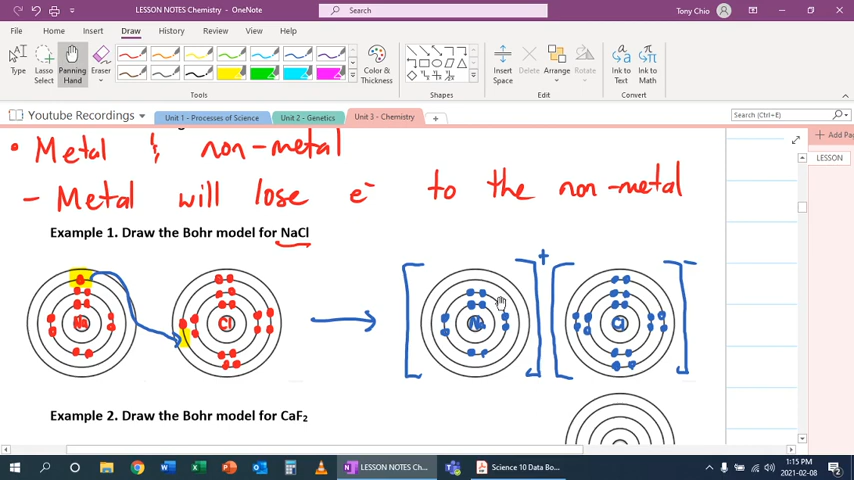 LESSON NOTES Chemistry - OneNote
Search
Tony Chio
File Home Insert Draw History Review View Help
Type
Lasso Select
Panning Hand
Eraser
Color & Thickness
Insert Space
Delete
Arrange
Rotate
Ink to Text
Ink to Math
Tools
Shapes
Edit
Convert
Youtube Recordings
Unit 1 - Processes of Science
Unit 2 - Genetics
Unit 3 - Chemistry
Search (Ctrl+E)
Add Pag
LESSON
• Metal & non-metal
- Metal will lose e⁻ to the non-metal
Example 1. Draw the Bohr model for NaCl
Na Cl Na + Cl -
Example 2. Draw the Bohr model for CaF₂
LESSON NOTES Ch...
Science 10 Data Bo...
1:15 PM
2021-02-08
2